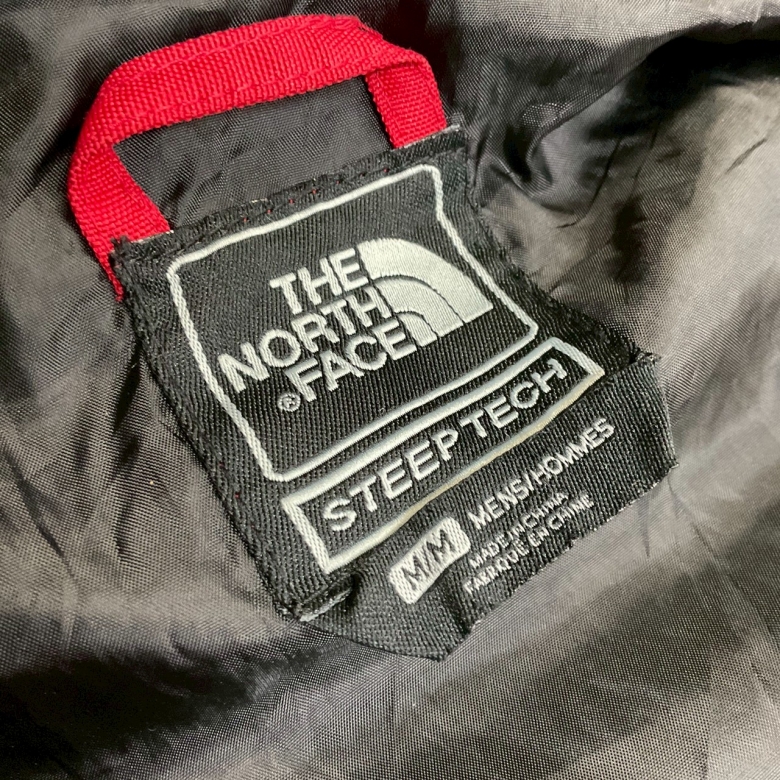 THE
NORTH
®FACE
STEEP TECH
M/M MENS/HOMMES
MADE IN CHINA
FABRIQUÉ EN CHINE